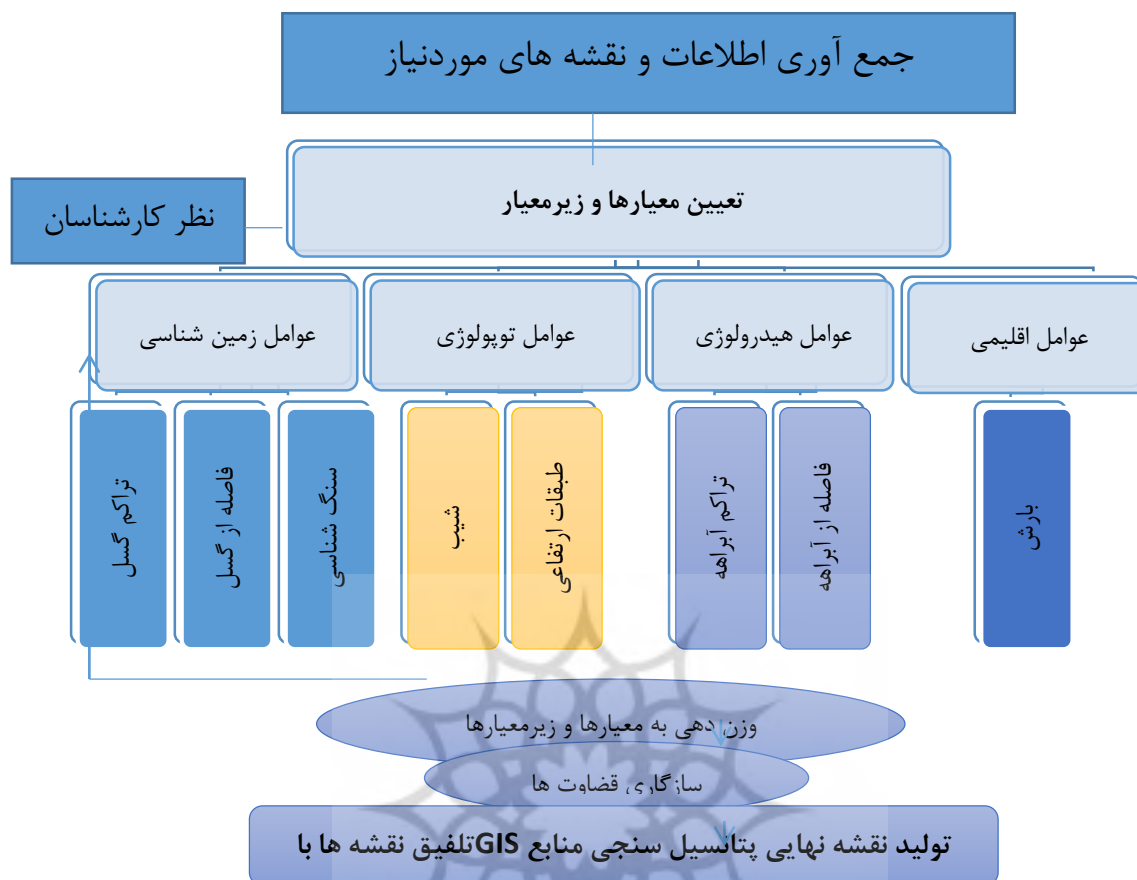 جمع آوری اطلاعات و نقشه های موردنیاز
تعیین معیارها و زیرمعیار
نظر کارشناسان
عوامل اقلیمی
عوامل هیدرولوژی
عوامل توپولوژی
عوامل زمین شناسی
بارش
فاصله از آبراهه
تراکم آبراهه
طبقات ارتفاعی
شیب
سنگ شناسی
فاصله از گسل
تراکم گسل
وزن دهی به معیارها و زیرمعیارها
سازگاری قضاوت ها
تولید نقشه نهایی پتانسیل سنجی منابع GISتلفیق نقشه ها با